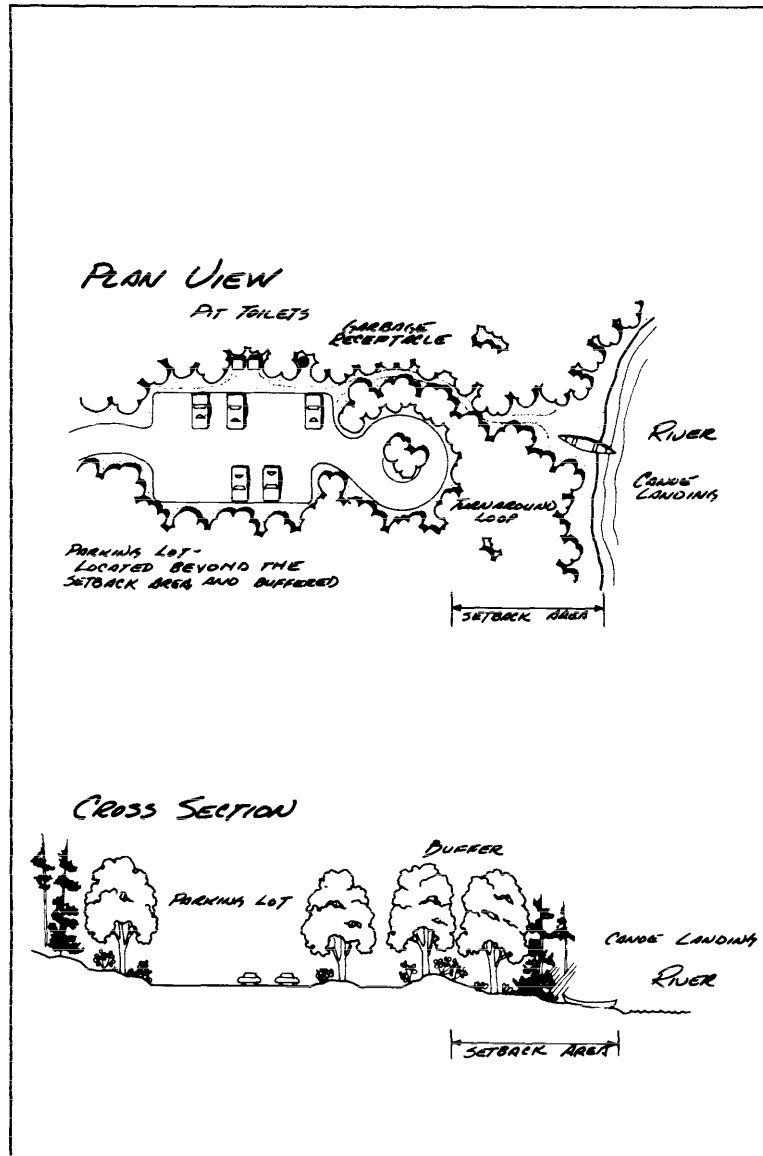 PLAN VIEW
PIT TOILETS
GARBAGE
RECEPTACLE
RIVER
CANOE
LANDING
TURNAROUND
LOOP
PARKING LOT-
LOCATED BEYOND THE
SETBACK AREA AND BUFFERED
SETBACK AREA
CROSS SECTION
BUFFER
PARKING LOT
CANOE LANDING
RIVER
SETBACK AREA